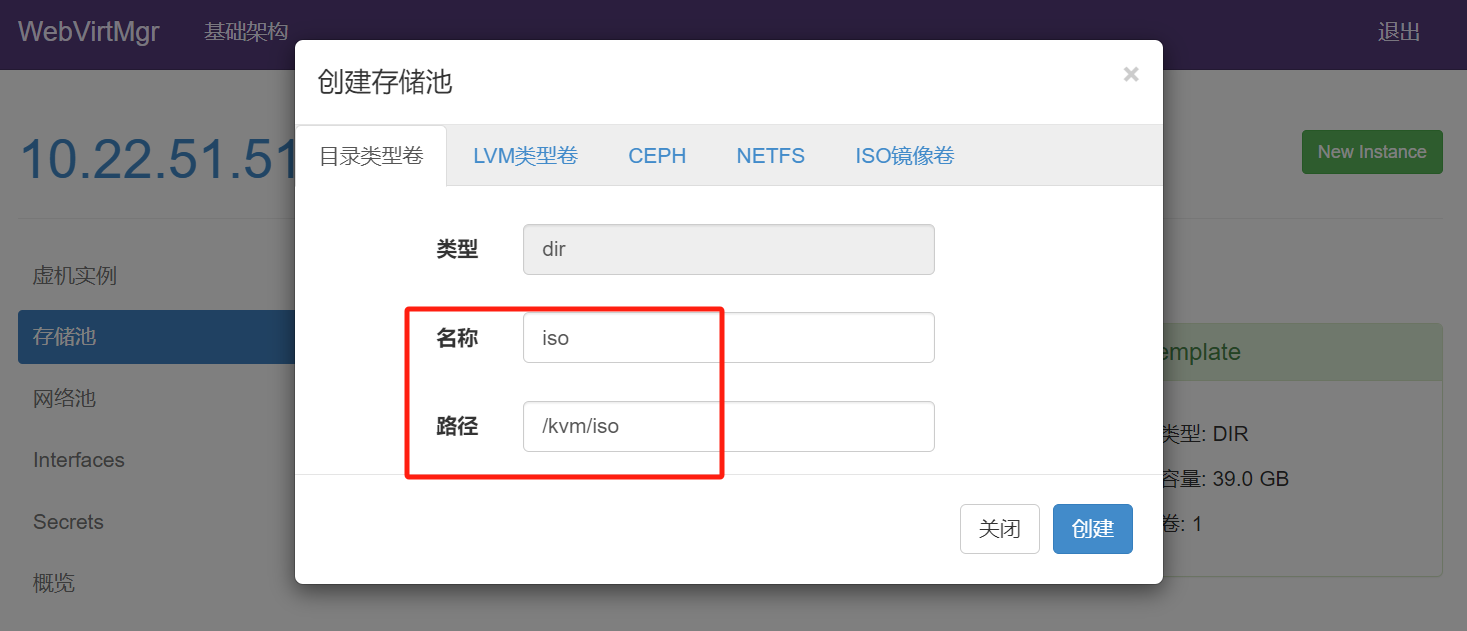 WebVirtMgr 基础架构 退出
创建存储池 ×
10.22.51.51
目录类型卷 LVM类型卷 CEPH NETFS ISO镜像卷
New Instance
类型 dir
虚机实例
存储池
名称 iso
emplate
网络池
路径 /kvm/iso
类型: DIR
Interfaces
容量: 39.0 GB
Secrets
关闭 创建
卷: 1
概览